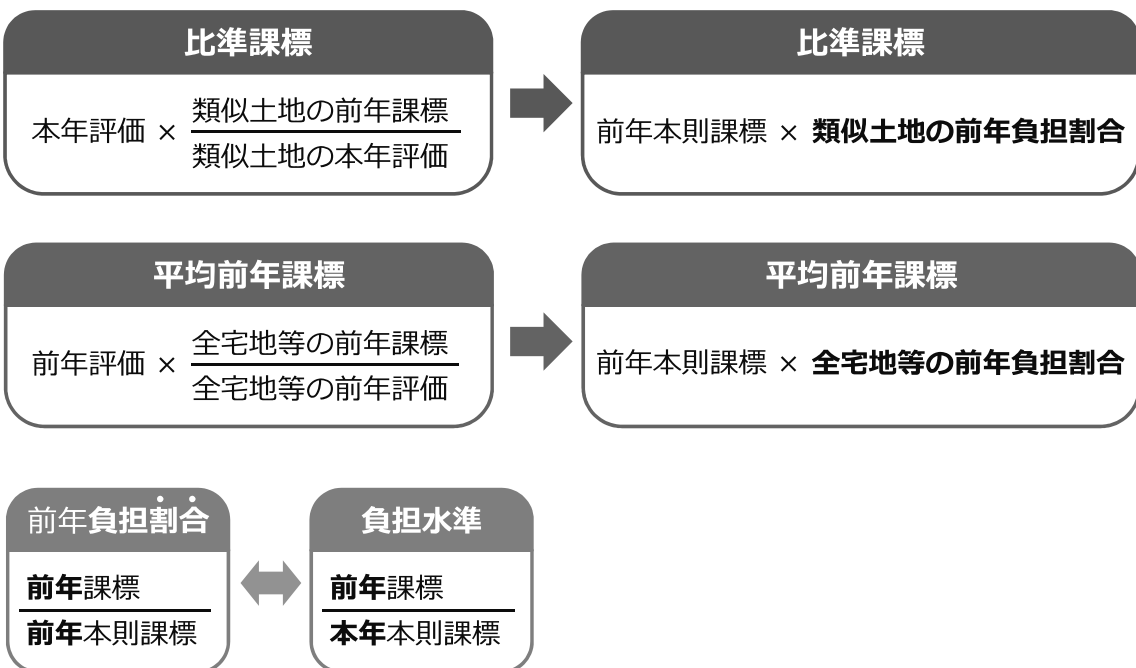 比準課標
本年評価 × 類似土地の前年課標
類似土地の本年評価
比準課標
前年本則課標 × 類似土地の前年負担割合
平均前年課標
前年評価 × 全宅地等の前年課標
全宅地等の前年評価
平均前年課標
前年本則課標 × 全宅地等の前年負担割合
前年負担割合
前年課標
前年本則課標
負担水準
前年課標
本年本則課標